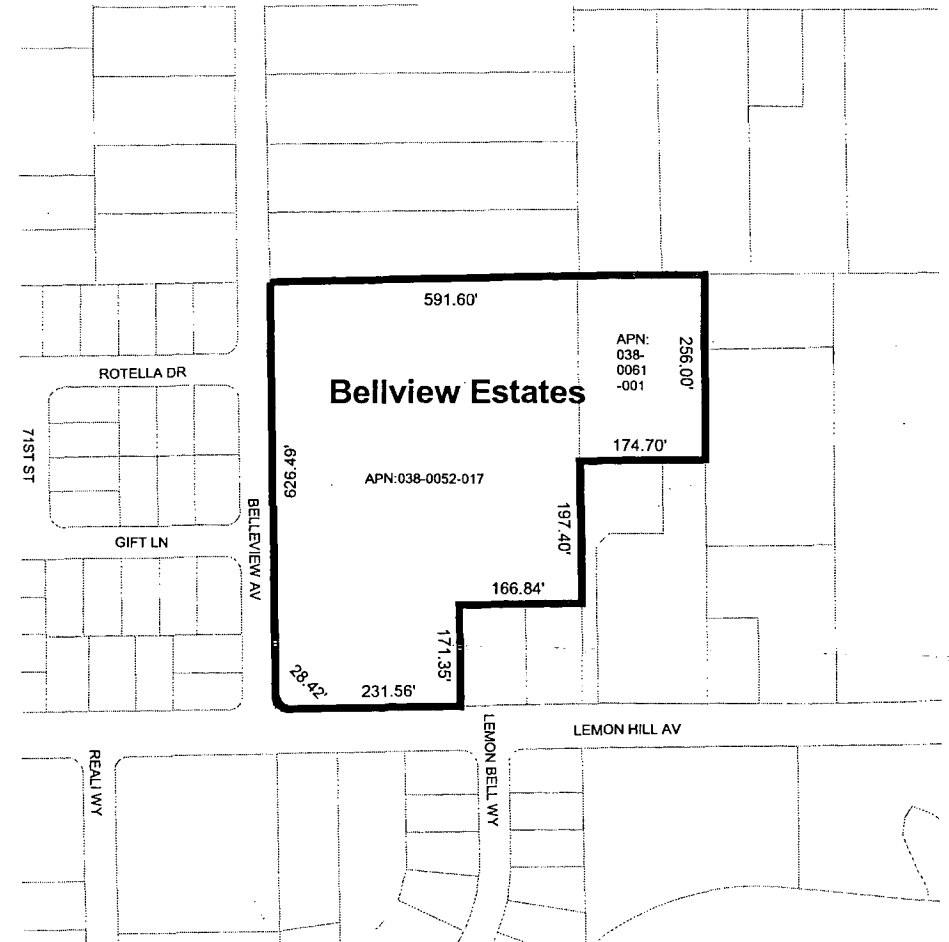 591.60'
APN:
038-
0061
-001
256.00'
ROTELLA DR
Bellview Estates
71ST ST
626.49'
174.70'
APN:038-0052-017
BELLEVIEW AV
197.40'
GIFT LN
166.84'
171.35'
28.42'
231.56'
LEMON HILL AV
REALI WY
LEMON BELL WY